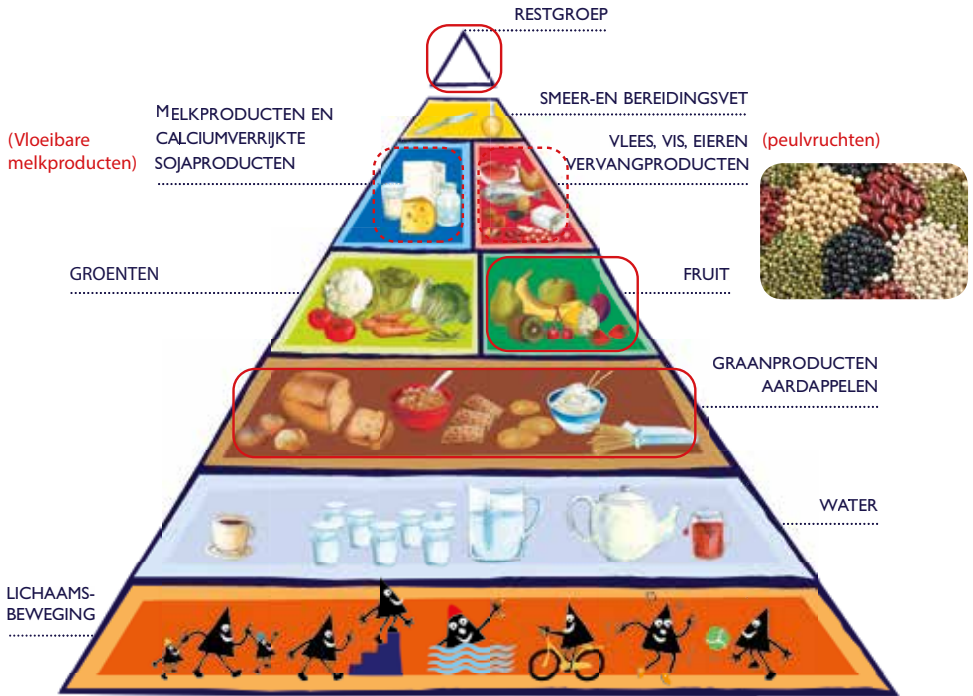 RESTGROEP
SMEER-EN BEREIDINGSVET
MELKPRODUCTEN EN
CALCIUMVERRIJKTE
SOJAPRODUCTEN
(Vloeibare
melkproducten)
VLEES, VIS, EIEREN
VERVANGPRODUCTEN
(peulvruchten)
GROENTEN
FRUIT
GRAANPRODUCTEN
AARDAPPELEN
WATER
LICHAAMS-
BEWEGING